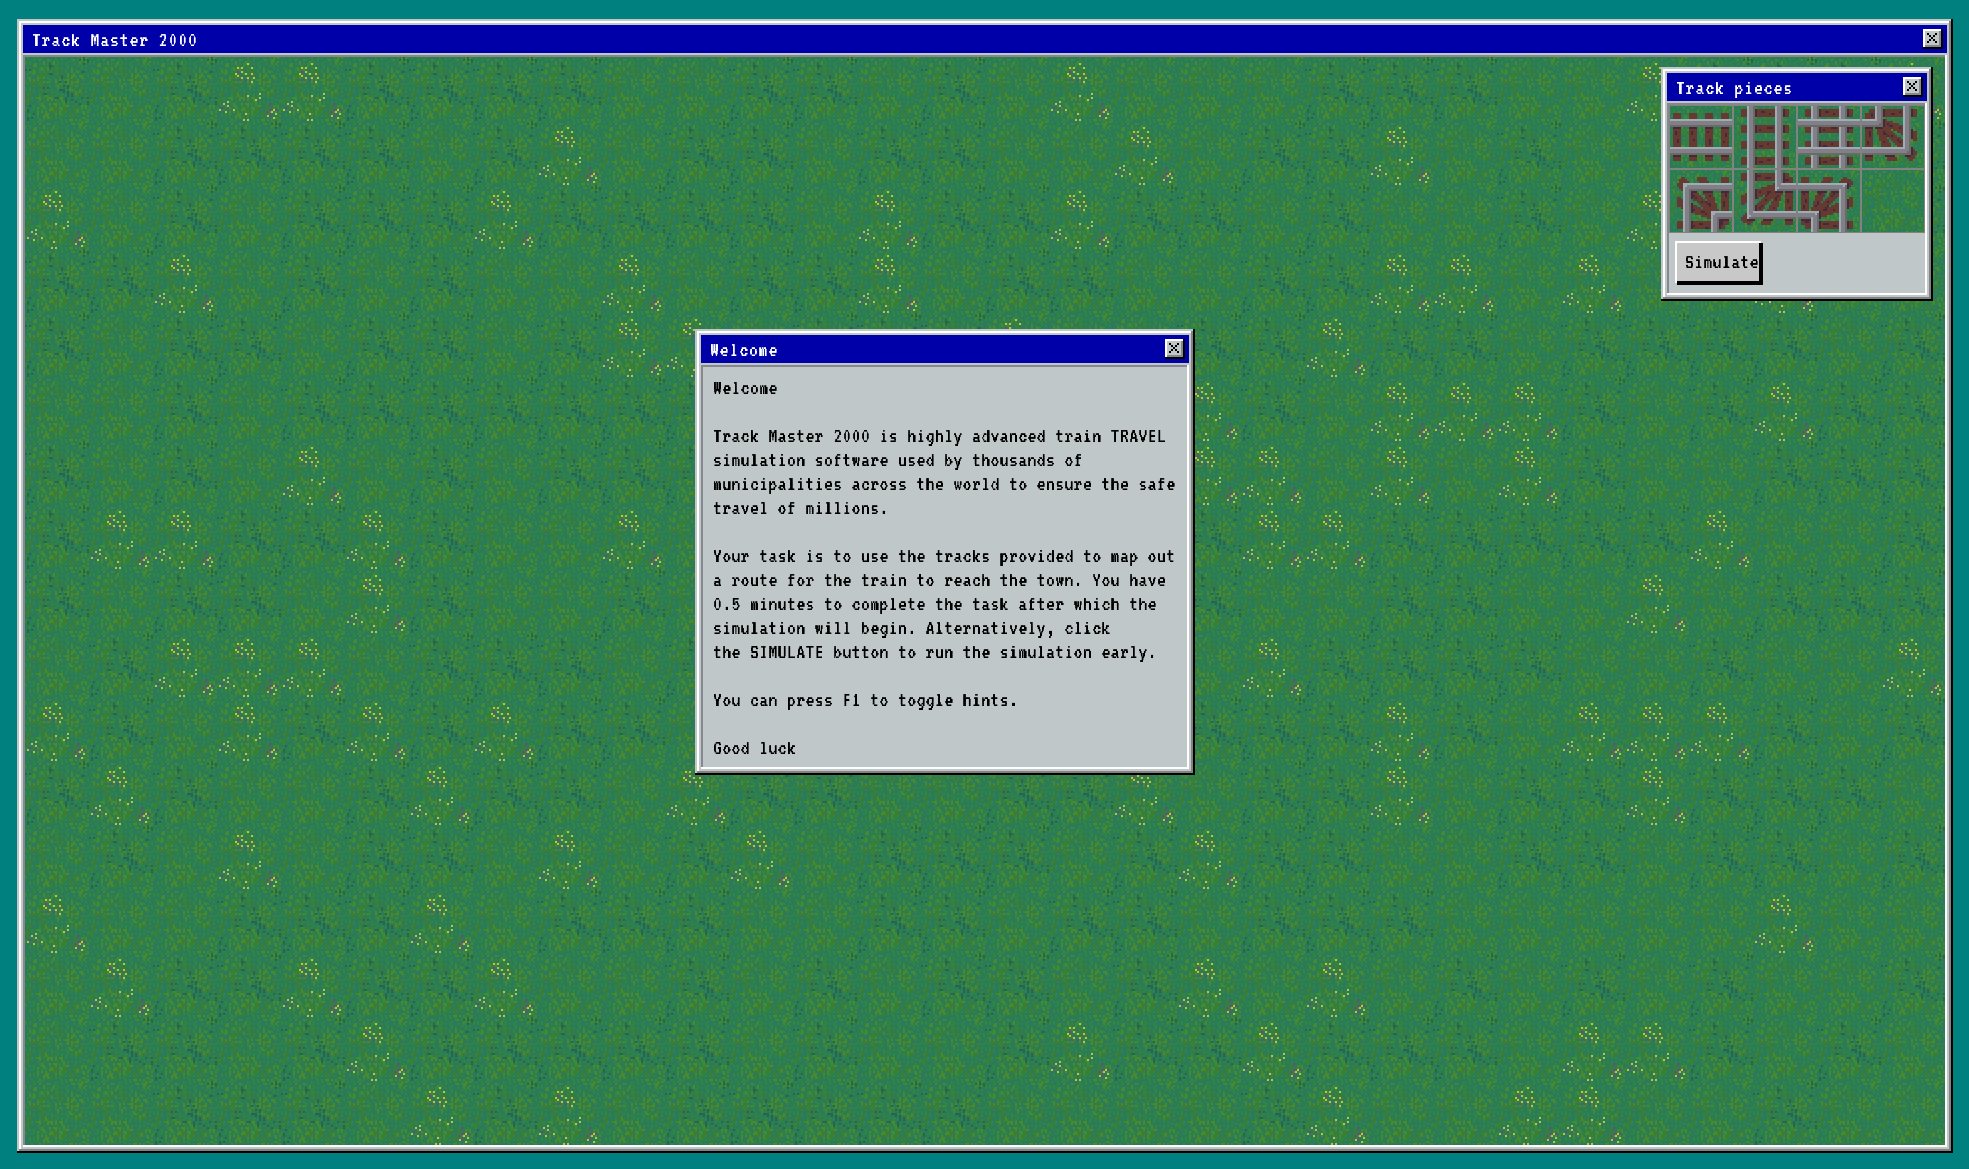 Track Master 2000
Track pieces
Simulate
Welcome
Welcome
Track Master 2000 is highly advanced train TRAVEL
simulation software used by thousands of
municipalities across the world to ensure the safe
travel of millions.
Your task is to use the tracks provided to map out
a route for the train to reach the town. You have
0.5 minutes to complete the task after which the
simulation will begin. Alternatively, click
the SIMULATE button to run the simulation early.
You can press F1 to toggle hints.
Good luck